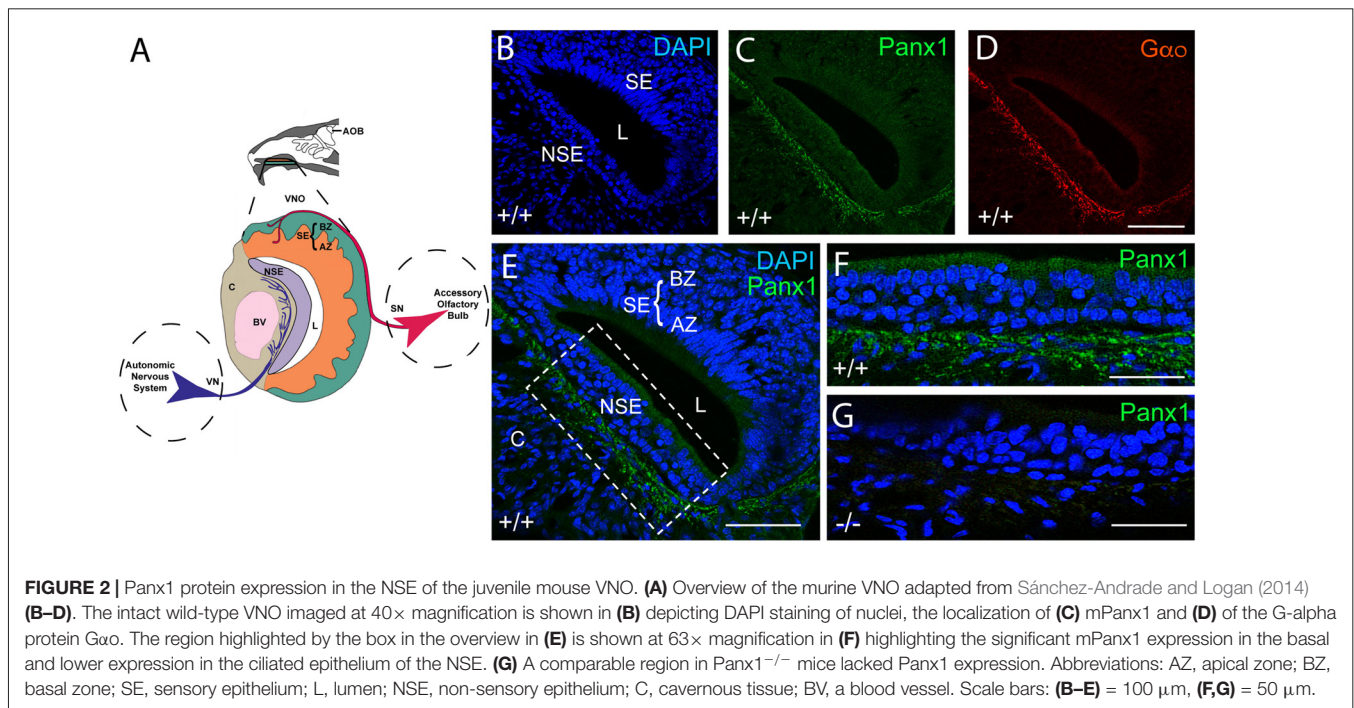 A
AOB
VNO
SE { BZ
AZ
NSE
C
BV
L
SN
Accessory
Olfactory
Bulb
Autonomic
Nervous
System
VN
B
DAPI
SE
L
NSE
+/+
C
Panx1
+/+
D
Gαo
+/+
E
DAPI
Panx1
BZ
SE {
AZ
NSE
L
C
+/+
F
Panx1
+/+
G
Panx1
-/-
FIGURE 2 | Panx1 protein expression in the NSE of the juvenile mouse VNO. (A) Overview of the murine VNO adapted from Sánchez-Andrade and Logan (2014)
(B–D). The intact wild-type VNO imaged at 40× magnification is shown in (B) depicting DAPI staining of nuclei, the localization of (C) mPanx1 and (D) of the G-alpha
protein Gαo. The region highlighted by the box in the overview in (E) is shown at 63× magnification in (F) highlighting the significant mPanx1 expression in the basal
and lower expression in the ciliated epithelium of the NSE. (G) A comparable region in Panx1−/− mice lacked Panx1 expression. Abbreviations: AZ, apical zone; BZ,
basal zone; SE, sensory epithelium; L, lumen; NSE, non-sensory epithelium; C, cavernous tissue; BV, a blood vessel. Scale bars: (B–E) = 100 μm, (F,G) = 50 μm.